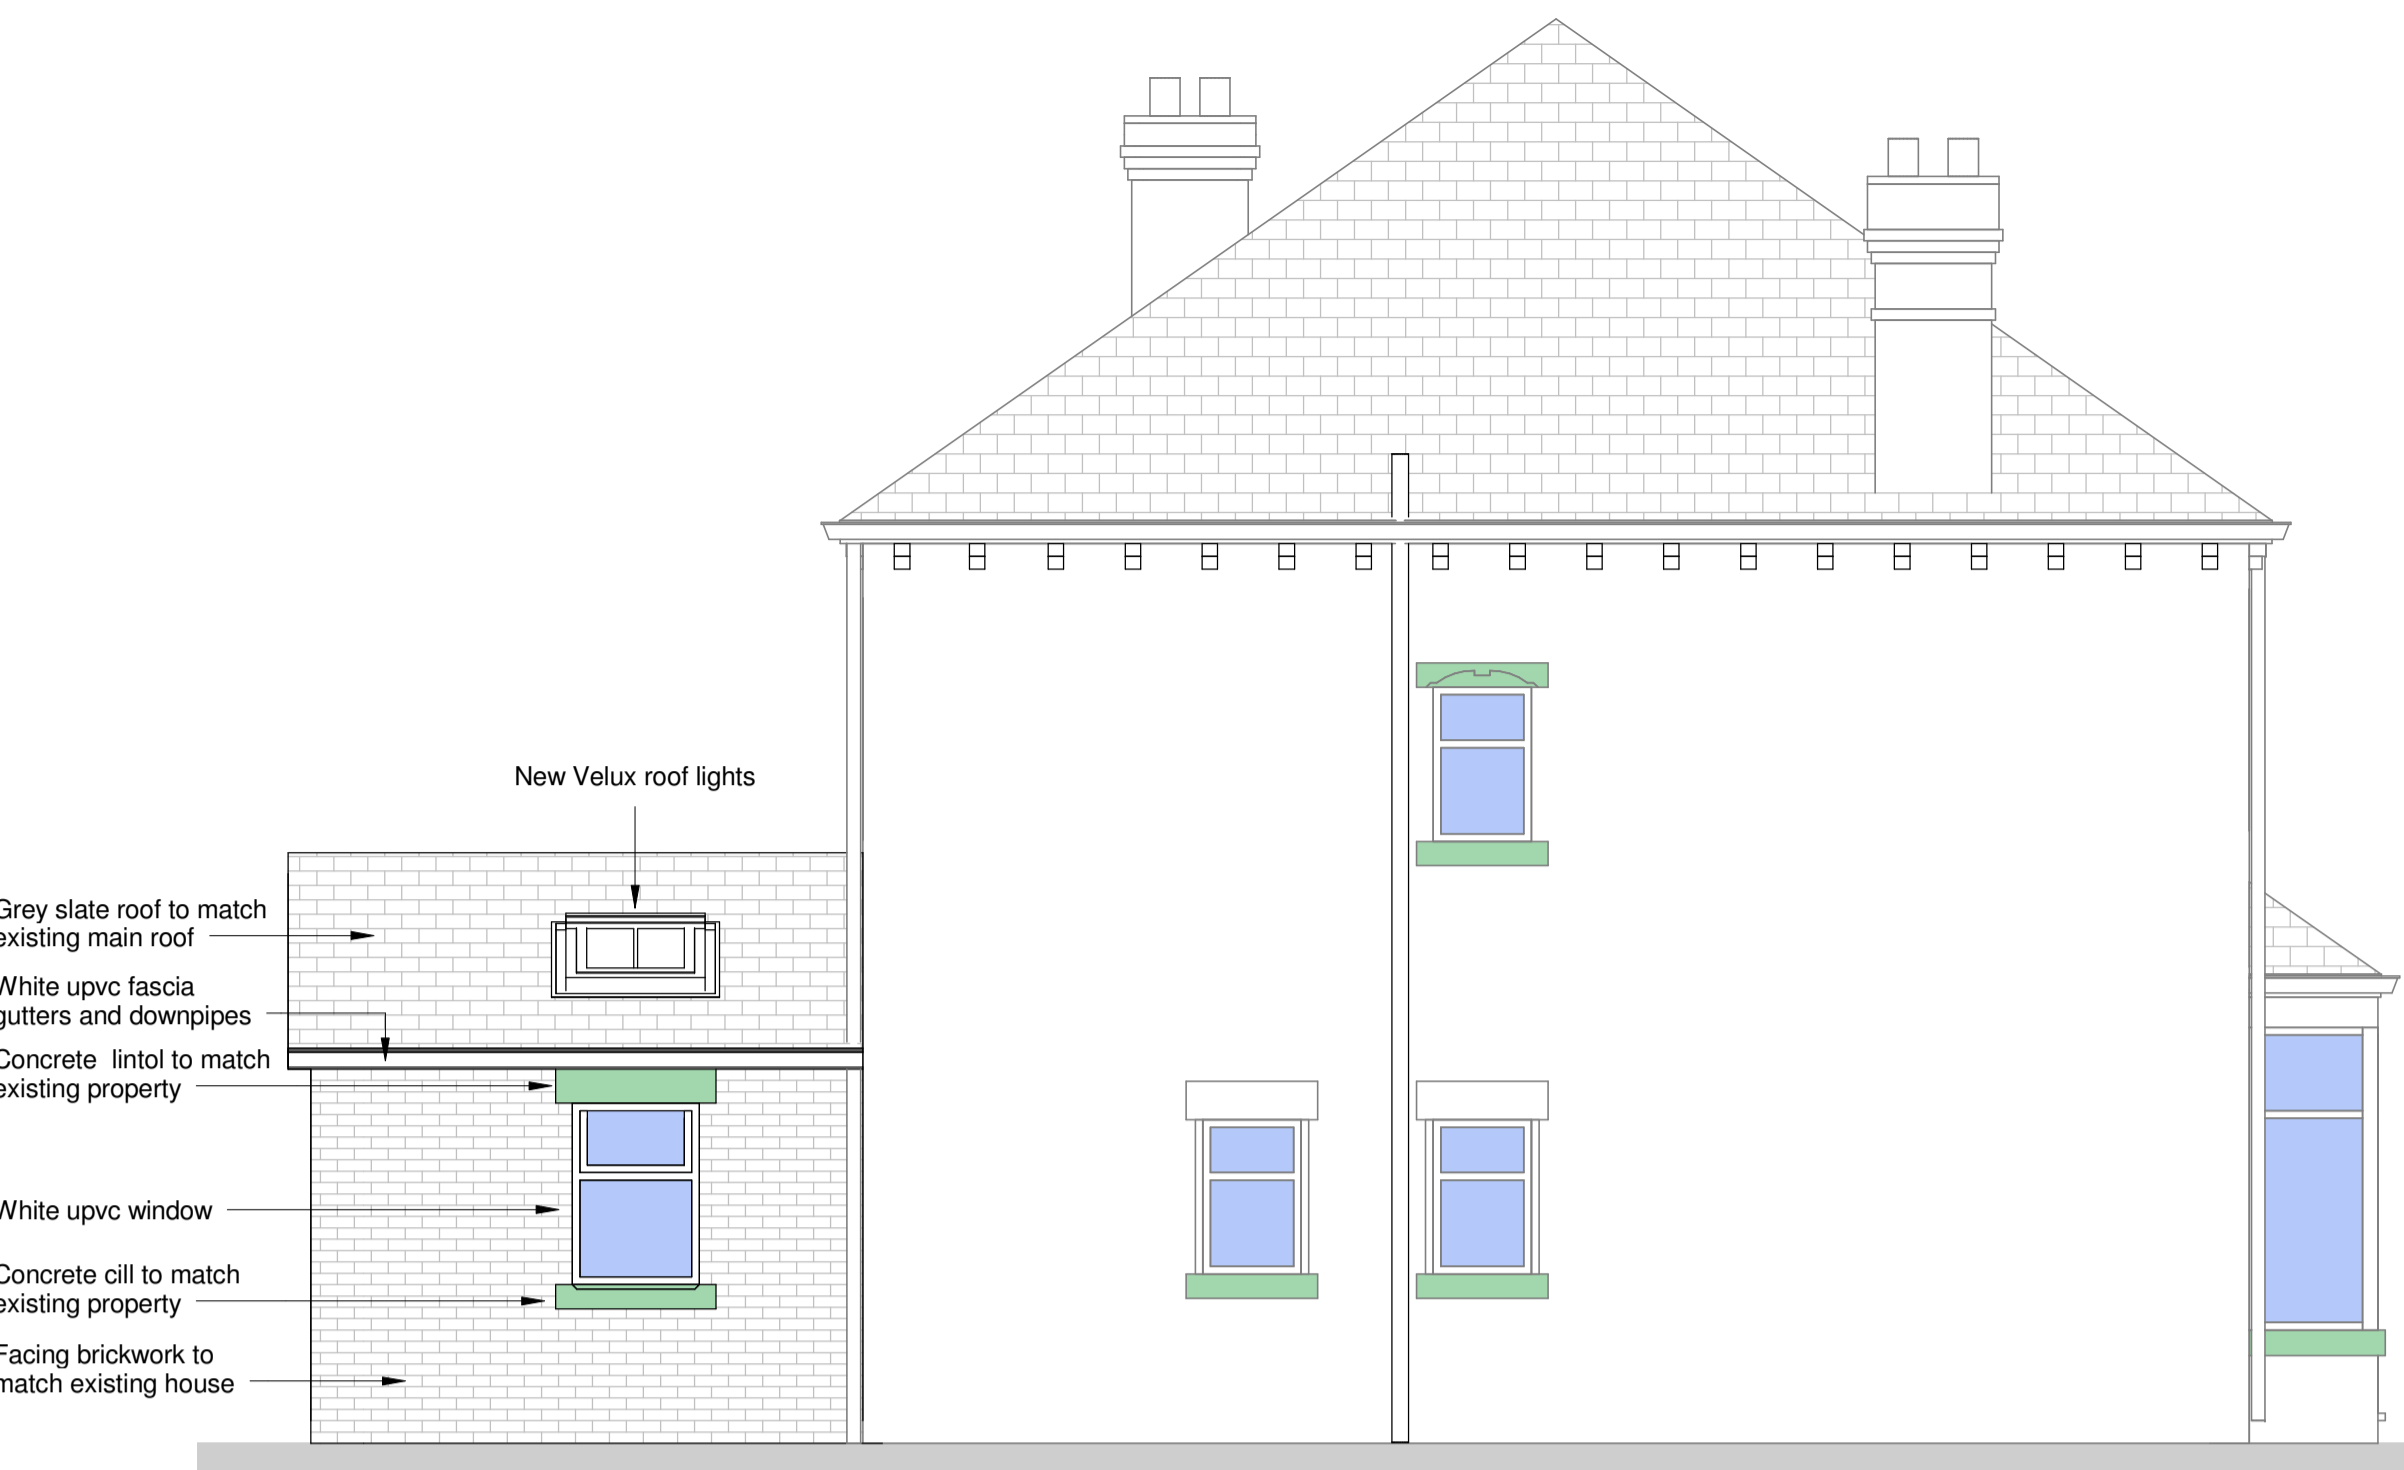 New Velux roof lights
Grey slate roof to match
existing main roof
White upvc fascia
gutters and downpipes
Concrete lintol to match
existing property
White upvc window
Concrete cill to match
existing property
Facing brickwork to
match existing house